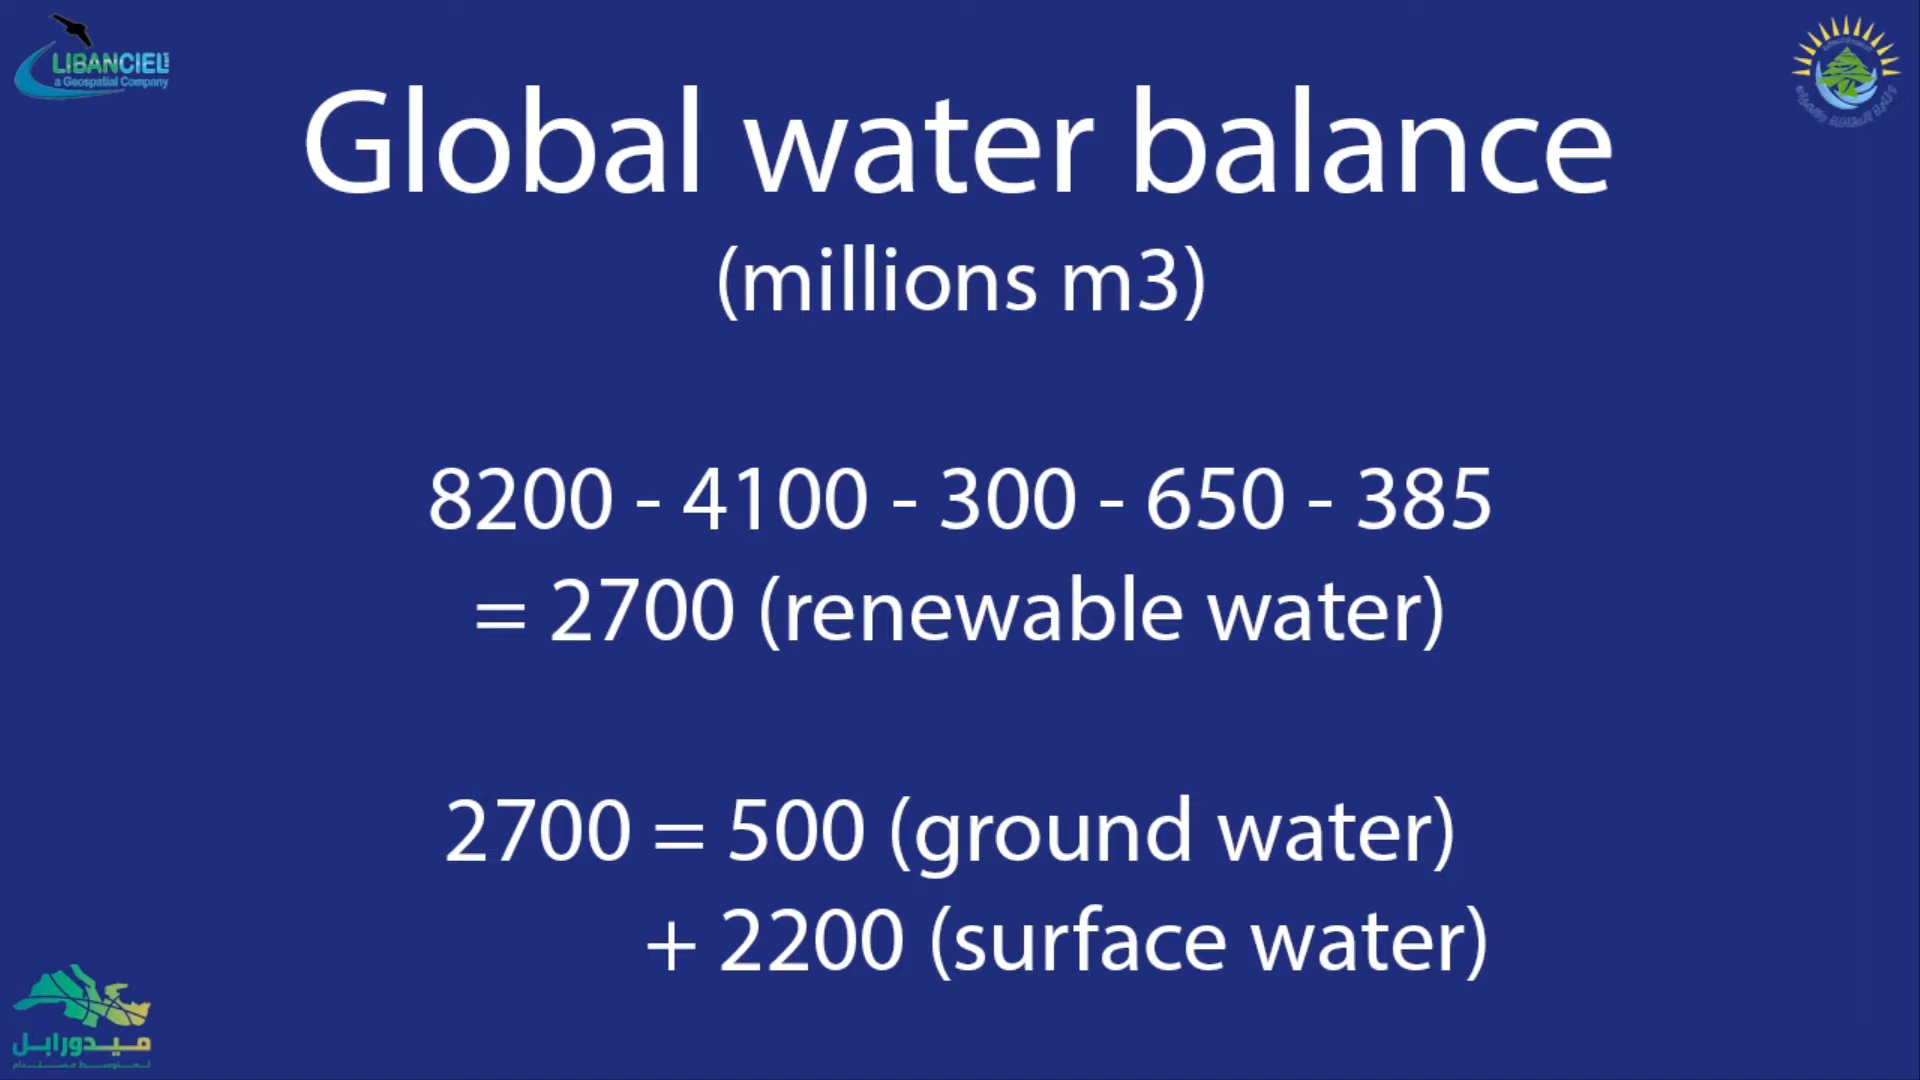 LIBANCIEL
a Geospatial Company
Global water balance
(millions m3)
8200 - 4100 - 300 - 650 - 385
= 2700 (renewable water)
2700 = 500 (ground water)
+ 2200 (surface water)
ميدورابل